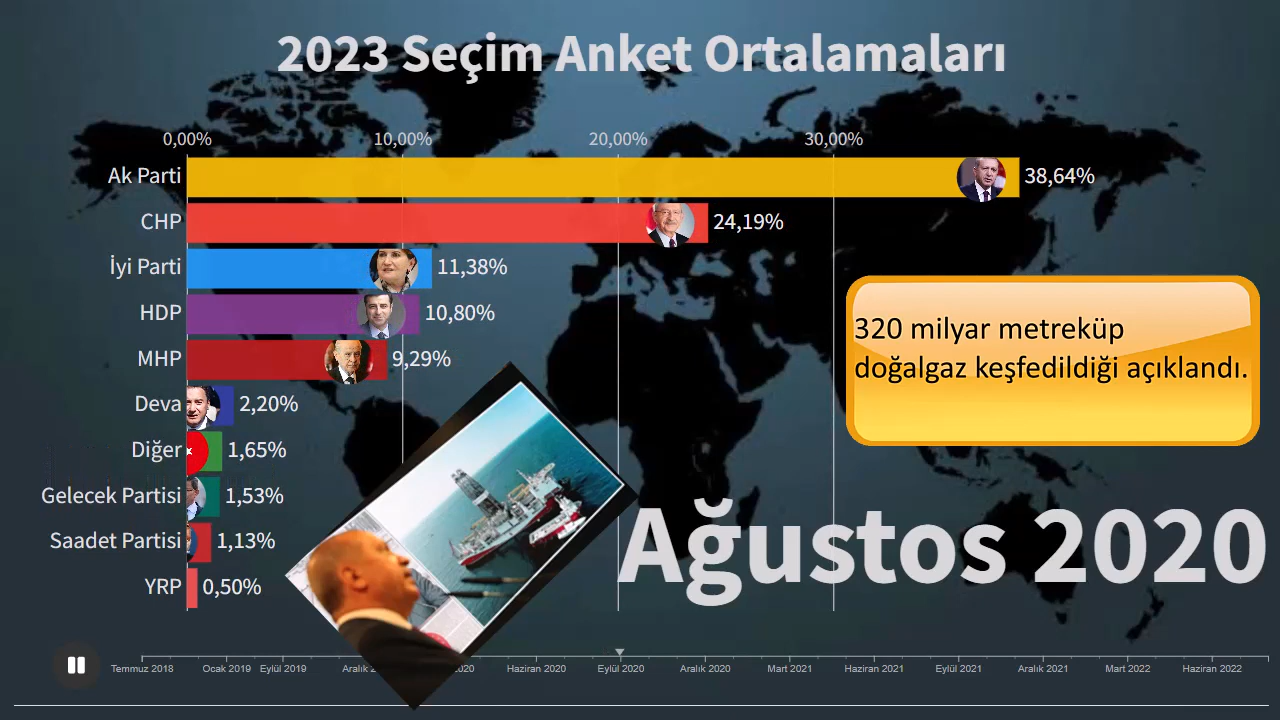 2023 Seçim Anket Ortalamaları
0,00% 10,00% 20,00% 30,00%
Ak Parti 38,64%
CHP 24,19%
İyi Parti 11,38%
HDP 10,80%
MHP 9,29%
Deva 2,20%
Diğer 1,65%
Gelecek Partisi 1,53%
Saadet Partisi 1,13%
YRP 0,50%
320 milyar metreküp
doğalgaz keşfedildiği açıklandı.
Ağustos 2020
Temmuz 2018 Ocak 2019 Eylül 2019 Haziran 2020 Eylül 2020 Aralık 2020 Mart 2021 Haziran 2021 Eylül 2021 Aralık 2021 Mart 2022 Haziran 2022